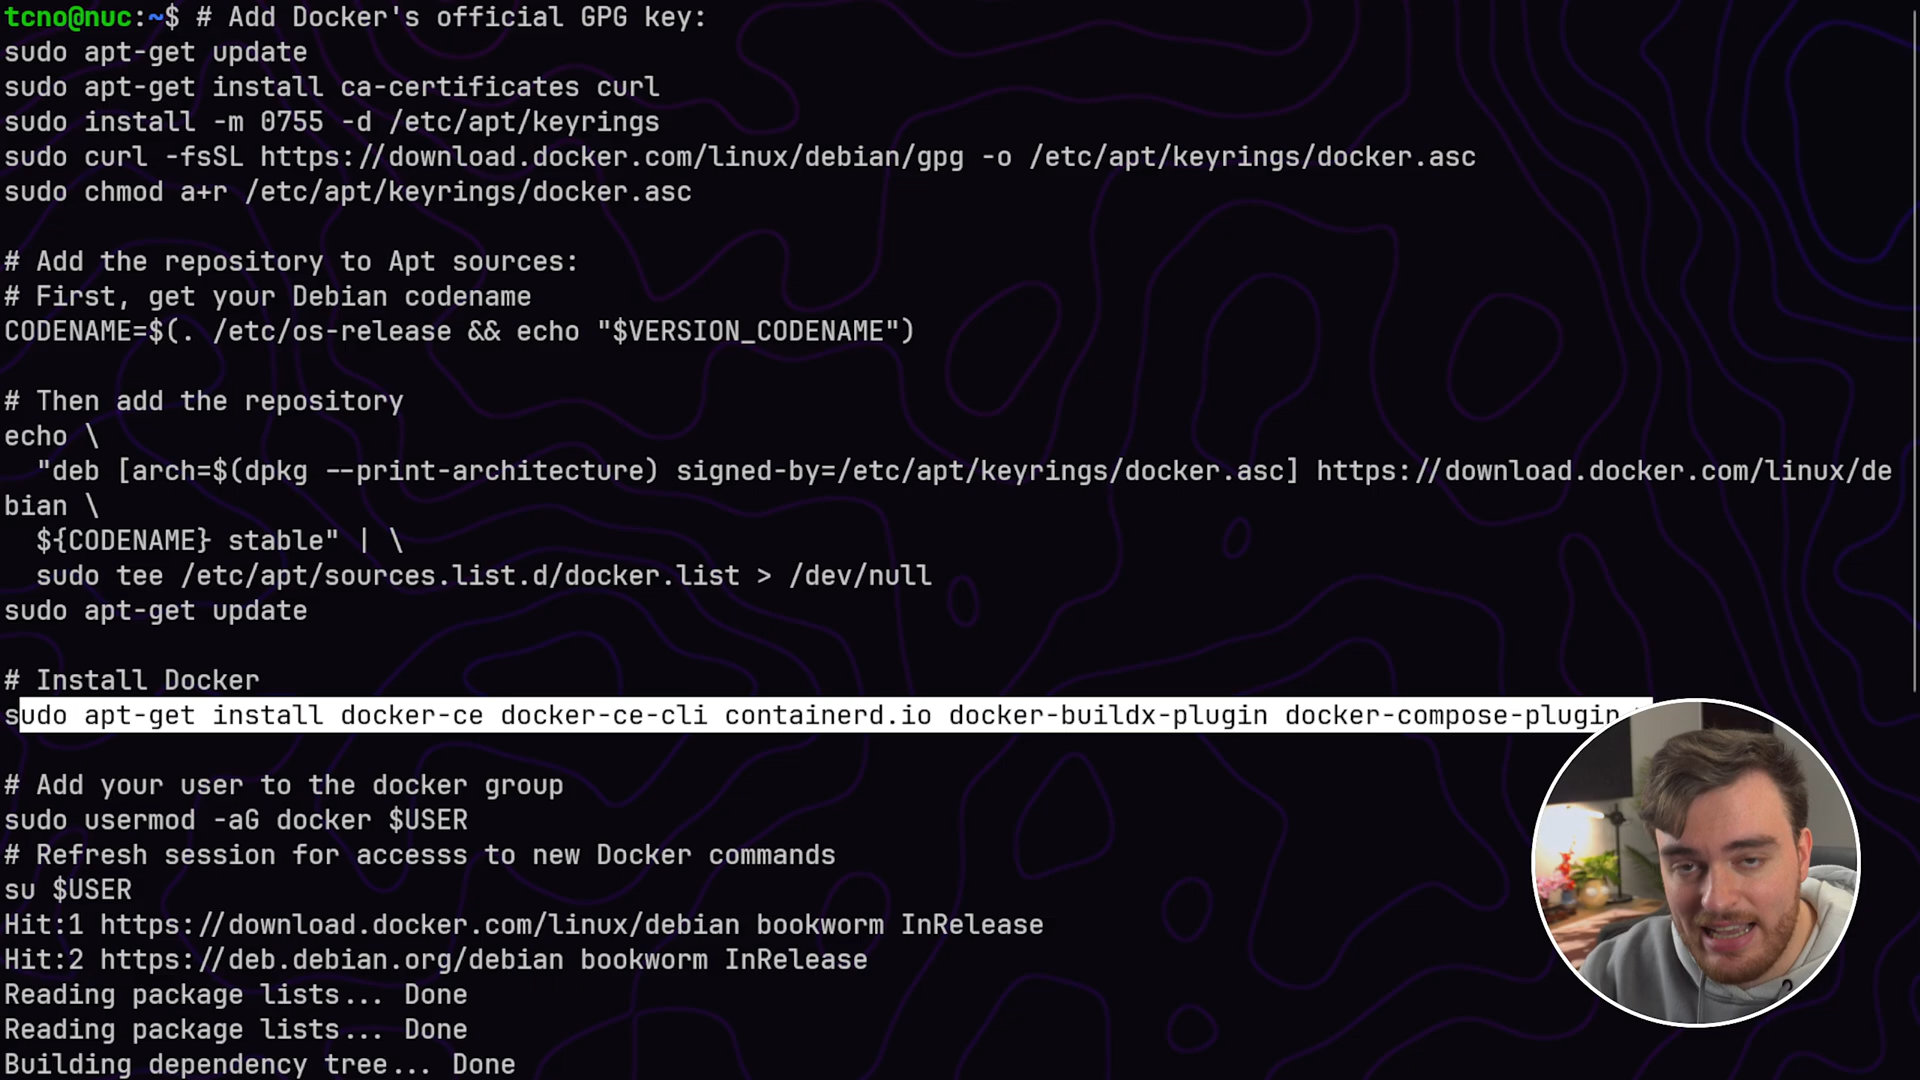 tcno@nuc:~$ # Add Docker's official GPG key:
sudo apt-get update
sudo apt-get install ca-certificates curl
sudo install -m 0755 -d /etc/apt/keyrings
sudo curl -fsSL https://download.docker.com/linux/debian/gpg -o /etc/apt/keyrings/docker.asc
sudo chmod a+r /etc/apt/keyrings/docker.asc
# Add the repository to Apt sources:
# First, get your Debian codename
CODENAME=$(. /etc/os-release && echo "$VERSION_CODENAME")
# Then add the repository
echo \
"deb [arch=$(dpkg --print-architecture) signed-by=/etc/apt/keyrings/docker.asc] https://download.docker.com/linux/de
bian \
${CODENAME} stable" | \
sudo tee /etc/apt/sources.list.d/docker.list > /dev/null
sudo apt-get update
# Install Docker
sudo apt-get install docker-ce docker-ce-cli containerd.io docker-buildx-plugin docker-compose-plugin
# Add your user to the docker group
sudo usermod -aG docker $USER
# Refresh session for accesss to new Docker commands
su $USER
Hit:1 https://download.docker.com/linux/debian bookworm InRelease
Hit:2 https://deb.debian.org/debian bookworm InRelease
Reading package lists... Done
Reading package lists... Done
Building dependency tree... Done